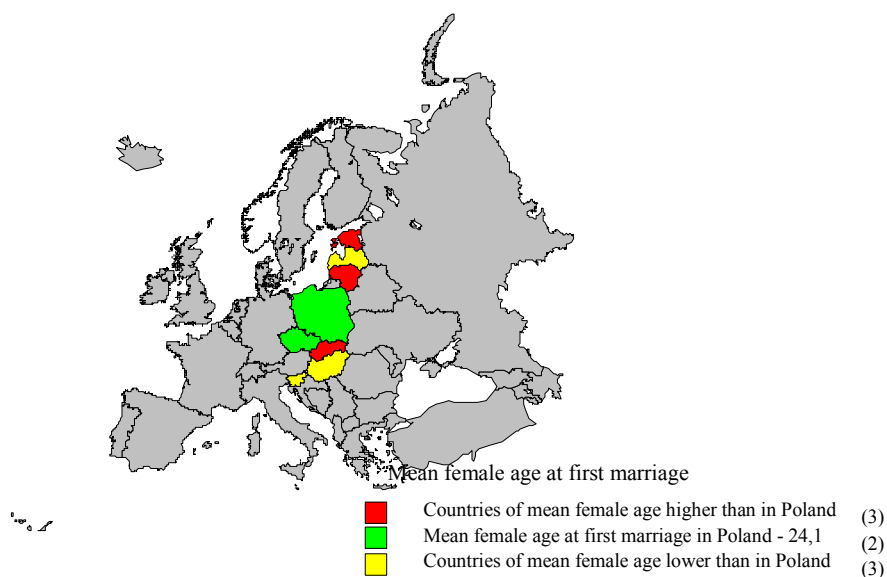 Mean female age at first marriage
Countries of mean female age higher than in Poland (3)
Mean female age at first marriage in Poland - 24,1 (2)
Countries of mean female age lower than in Poland (3)